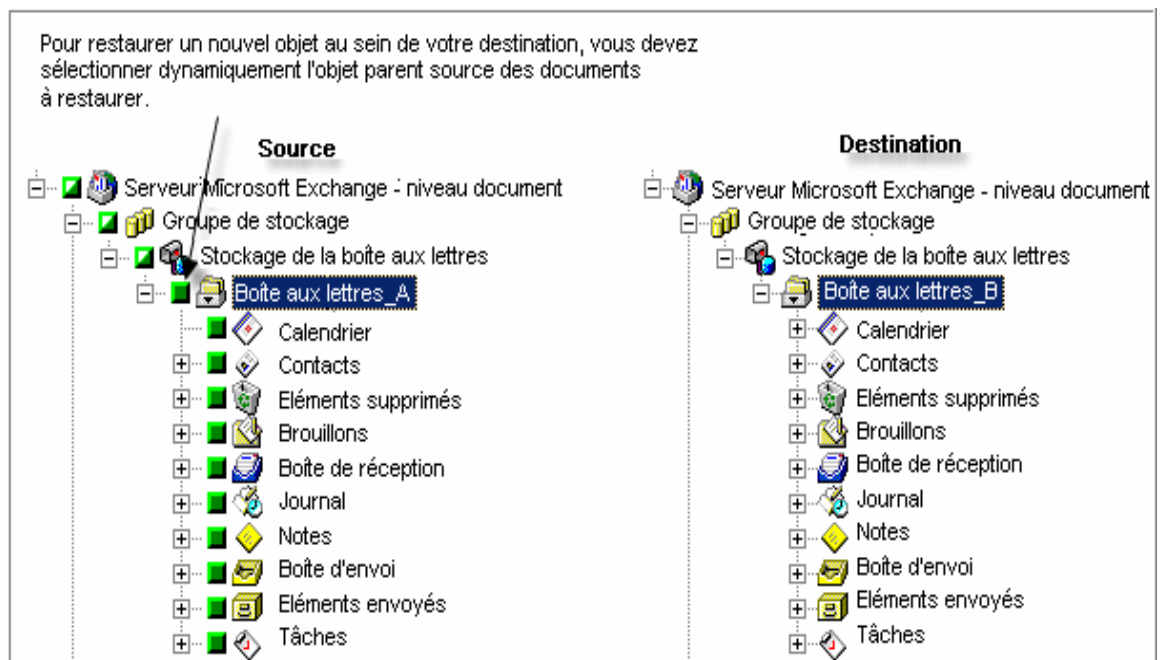 Pour restaurer un nouvel objet au sein de votre destination, vous devez
sélectionner dynamiquement l'objet parent source des documents
à restaurer.
Source
Serveur Microsoft Exchange - niveau document
Groupe de stockage
Stockage de la boîte aux lettres
Boîte aux lettres_A
Calendrier
Contacts
Eléments supprimés
Brouillons
Boîte de réception
Journal
Notes
Boîte d'envoi
Eléments envoyés
Tâches
Destination
Serveur Microsoft Exchange - niveau document
Groupe de stockage
Stockage de la boîte aux lettres
Boîte aux lettres_B
Calendrier
Contacts
Eléments supprimés
Brouillons
Boîte de réception
Journal
Notes
Boîte d'envoi
Eléments envoyés
Tâches